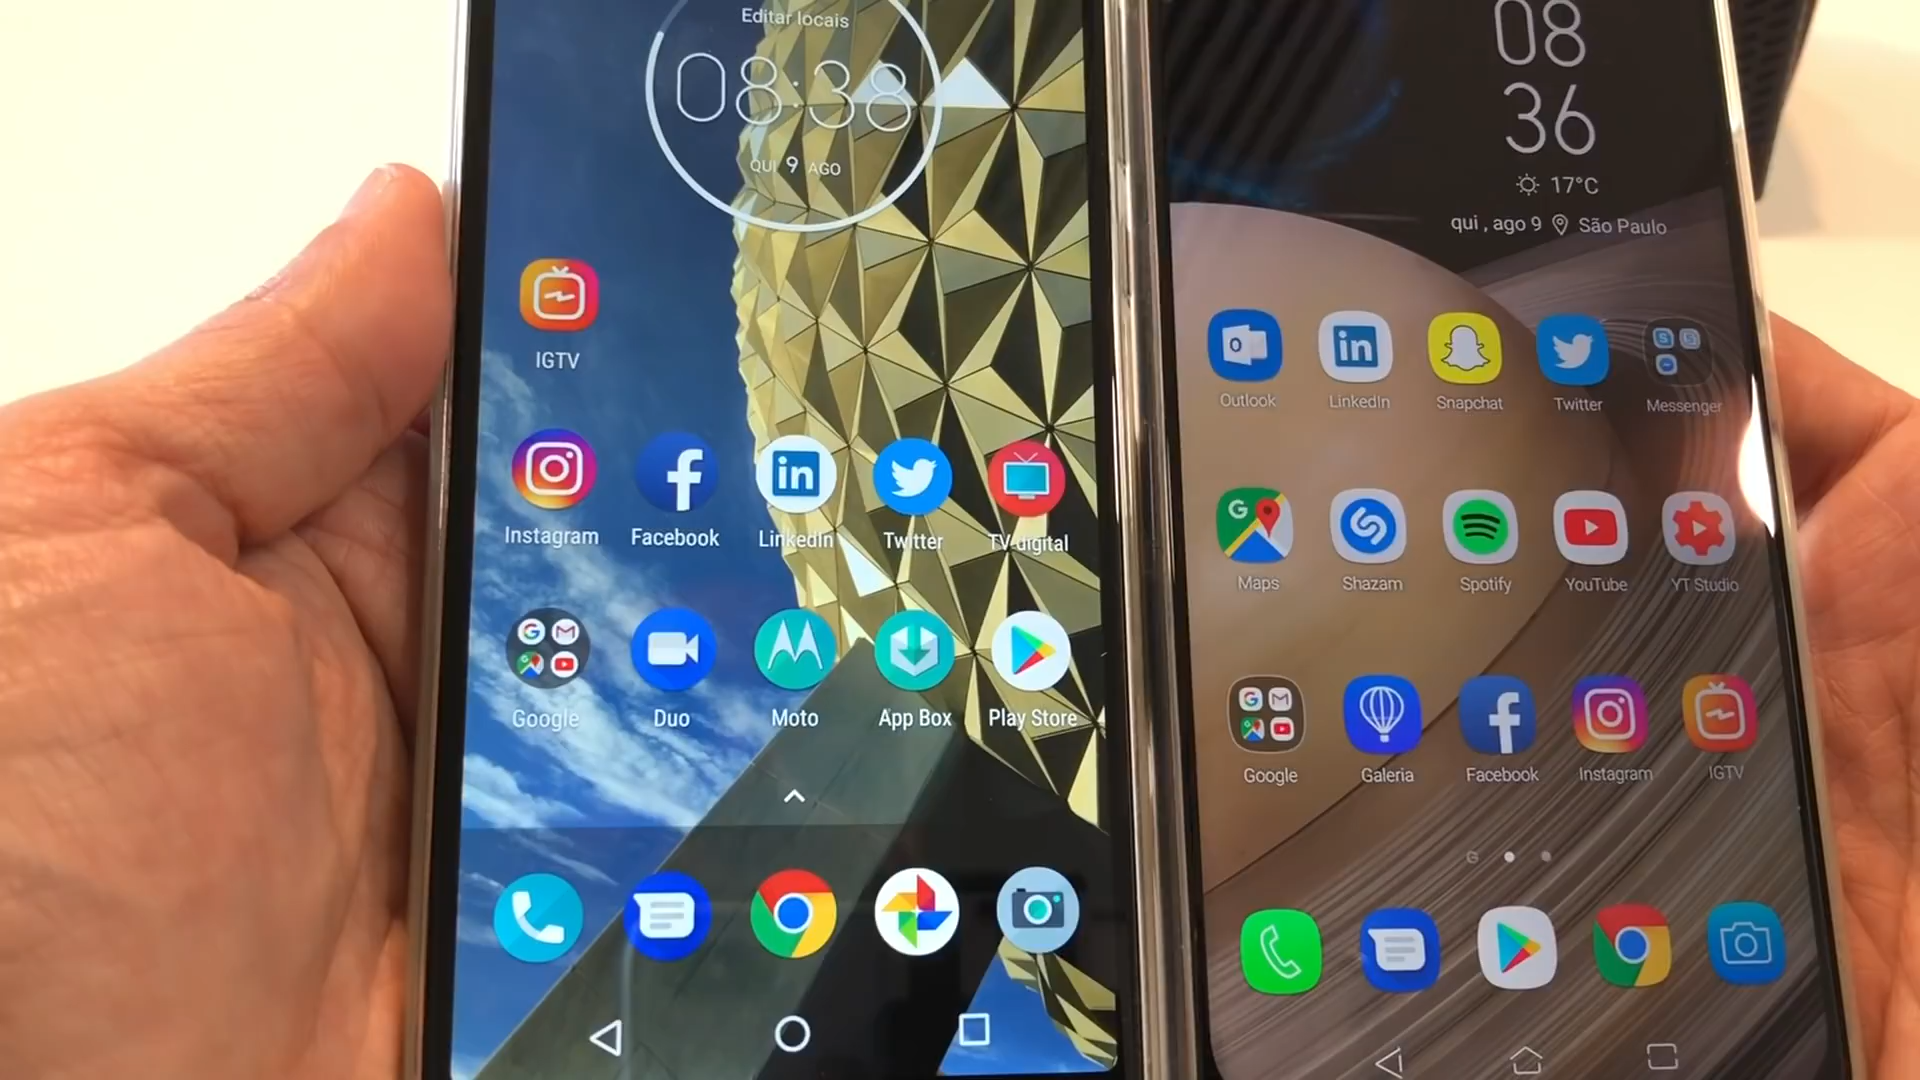 Editar locais
08:38
QUI 9 AGO
IGTV
Instagram Facebook LinkedIn Twitter TV digital
Google Duo Moto App Box Play Store
08
36
17°C
qui , ago 9 São Paulo
Outlook LinkedIn Snapchat Twitter Messenger
Maps Shazam Spotify YouTube YT Studio
Google Galeria Facebook Instagram IGTV